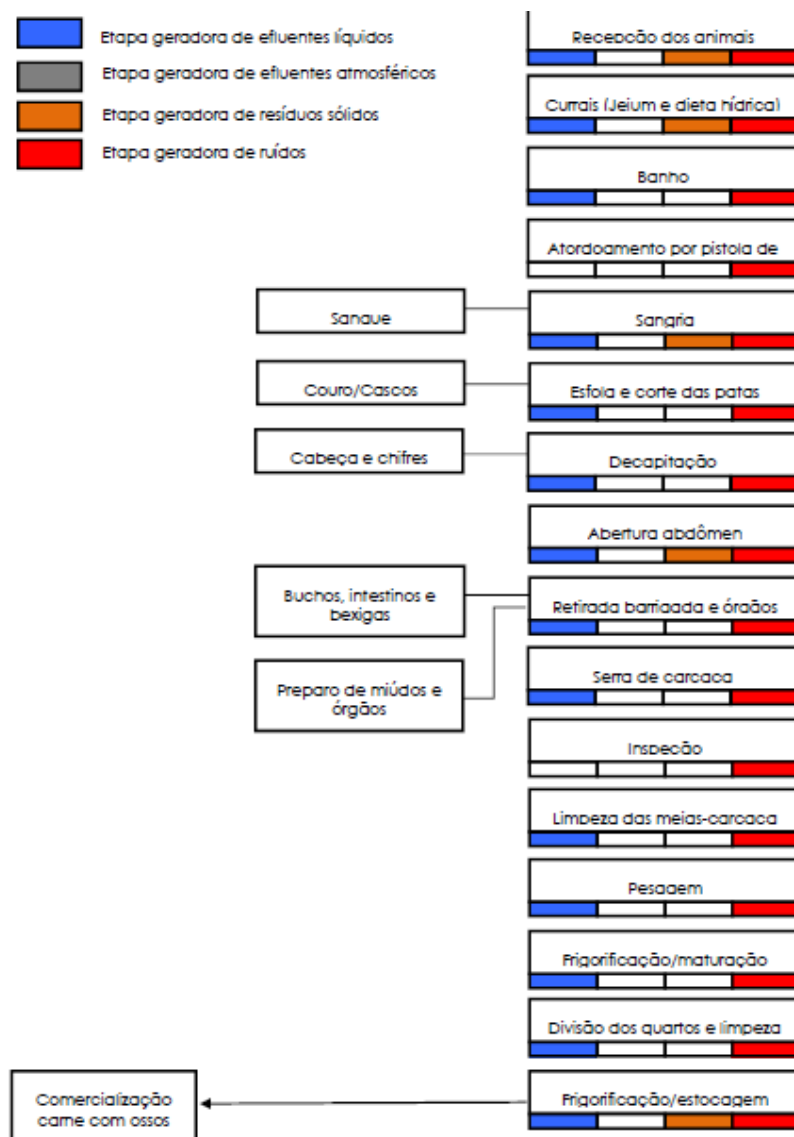 Etapa geradora de efluentes líquidos
Etapa geradora de efluentes atmosféricos
Etapa geradora de resíduos sólidos
Etapa geradora de ruídos
Recepção dos animais
Currais (Jejum e dieta hídrica)
Banho
Atordoamento por pistola de
Sangue
Sangria
Couro/Cascos
Esfola e corte das patas
Cabeça e chifres
Decapitação
Abertura abdômen
Buchos, intestinos e
bexigas
Retirada barrigada e órgãos
Preparo de miúdos e
órgãos
Serra de carcaça
Inspeção
Limpeza das meias-carcaça
Pesagem
Frigorificação/maturação
Divisão dos quartos e limpeza
Frigorificação/estocagem
Comercialização
carne com ossos